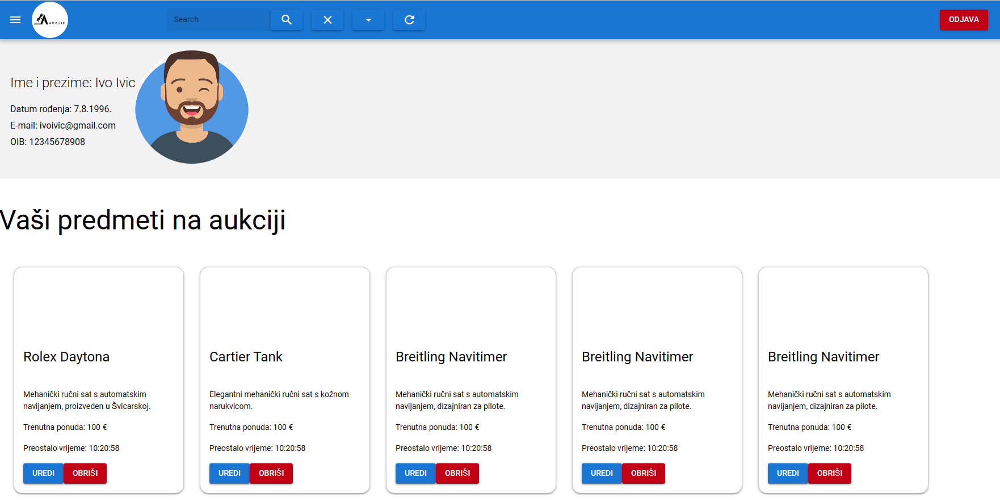 Aukcije
Search
ODJAVA
Ime i prezime: Ivo Ivic
Datum rođenja: 7.8.1996.
E-mail: ivoivic@gmail.com
OIB: 12345678908
Vaši predmeti na aukciji
Rolex Daytona
Mehanički ručni sat s automatskim
navijanjem, proizveden u Švicarskoj.
Trenutna ponuda: 100 €
Preostalo vrijeme: 10:20:58
UREDI OBRIŠI
Cartier Tank
Elegantni mehanički ručni sat s kožnom
narukvicom.
Trenutna ponuda: 100 €
Preostalo vrijeme: 10:20:58
UREDI OBRIŠI
Breitling Navitimer
Mehanički ručni sat s automatskim
navijanjem, dizajniran za pilote.
Trenutna ponuda: 100 €
Preostalo vrijeme: 10:20:58
UREDI OBRIŠI
Breitling Navitimer
Mehanički ručni sat s automatskim
navijanjem, dizajniran za pilote.
Trenutna ponuda: 100 €
Preostalo vrijeme: 10:20:58
UREDI OBRIŠI
Breitling Navitimer
Mehanički ručni sat s automatskim
navijanjem, dizajniran za pilote.
Trenutna ponuda: 100 €
Preostalo vrijeme: 10:20:58
UREDI OBRIŠI